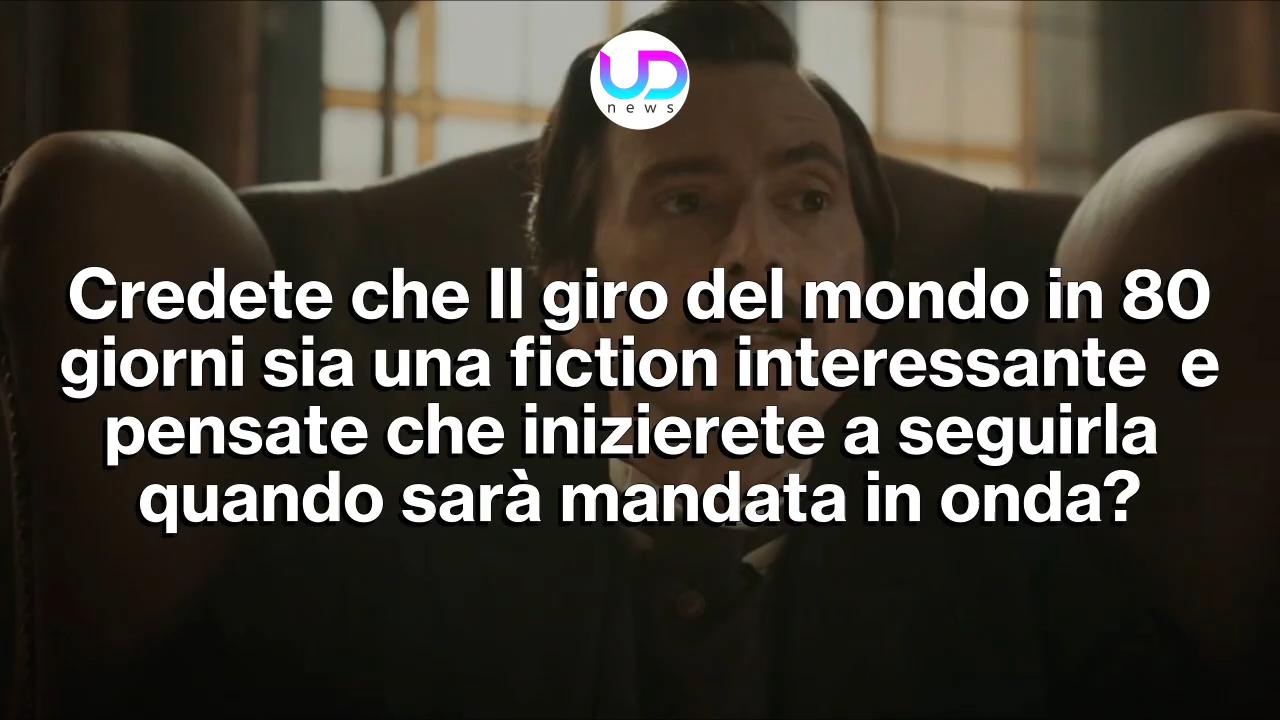 UD
news
Credete che Il giro del mondo in 80
giorni sia una fiction interessante  e
pensate che inizierete a seguirla
quando sarà mandata in onda?